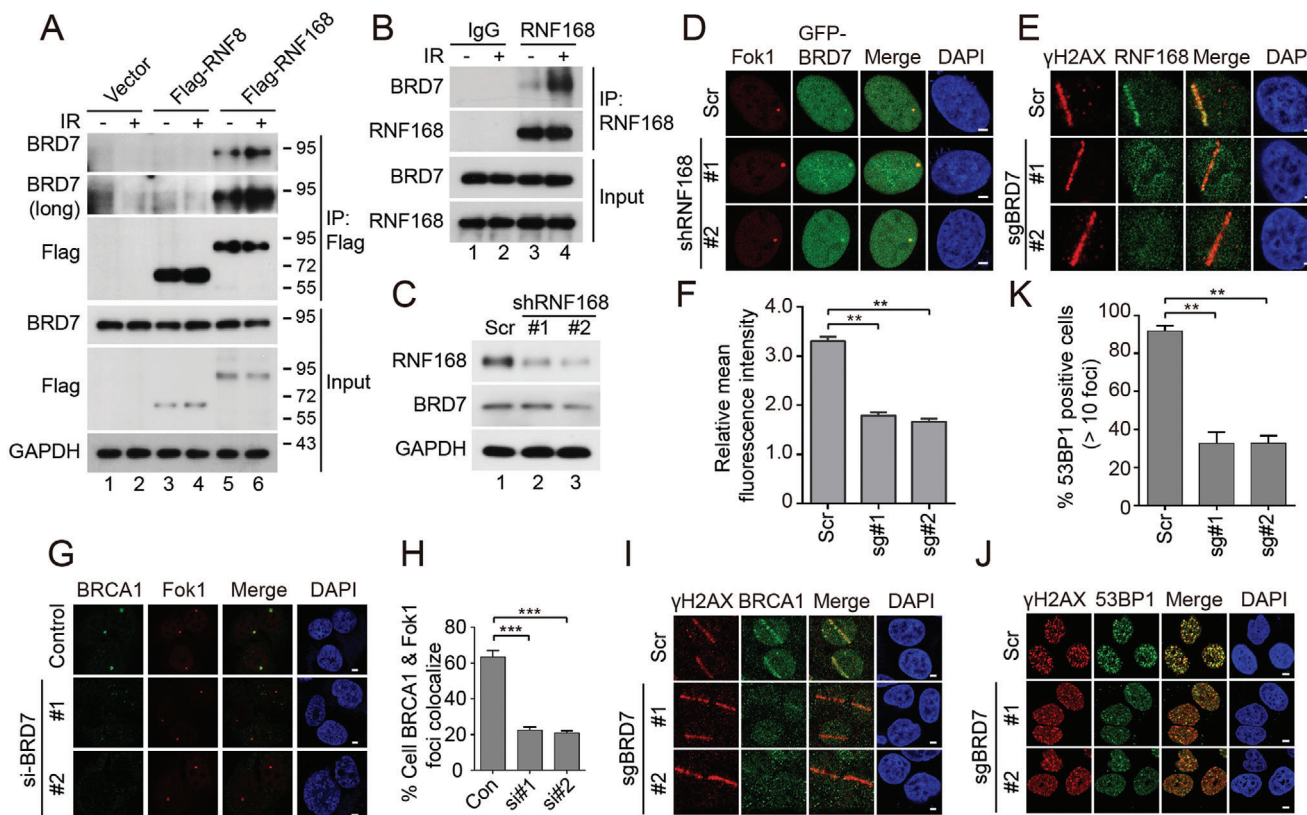 A
Vector
Flag-RNF8
Flag-RNF168
IR - + - + - +
BRD7
- 95
BRD7
(long)
- 95
Flag
- 95
- 72
- 55
IP:
Flag
BRD7
- 95
Flag
- 95
- 72
- 55
Input
GAPDH
- 43
1 2 3 4 5 6
B
IgG RNF168
IR - + - +
BRD7
RNF168
IP:
RNF168
BRD7
RNF168
Input
1 2 3 4
C
shRNF168
Scr #1 #2
RNF168
BRD7
GAPDH
1 2 3
D
GFP-
Fok1 BRD7 Merge DAPI
Scr
shRNF168
#1
#2
E
γH2AX RNF168 Merge DAP
Scr
sgBRD7
#1
#2
F
Relative mean
fluorescence intensity
4.0
3.0
2.0
1.0
0.0
**
**
Scr sg#1 sg#2
K
% 53BP1 positive cells
(> 10 foci)
100
80
60
40
20
0
**
**
Scr sg#1 sg#2
G
BRCA1 Fok1 Merge DAPI
Control
si-BRD7
#1
#2
H
% Cell BRCA1 & Fok1
foci colocalize
80
60
40
20
0
***
***
Con si#1 si#2
I
γH2AX BRCA1 Merge DAPI
Scr
sgBRD7
#1
#2
J
γH2AX 53BP1 Merge DAPI
Scr
sgBRD7
#1
#2